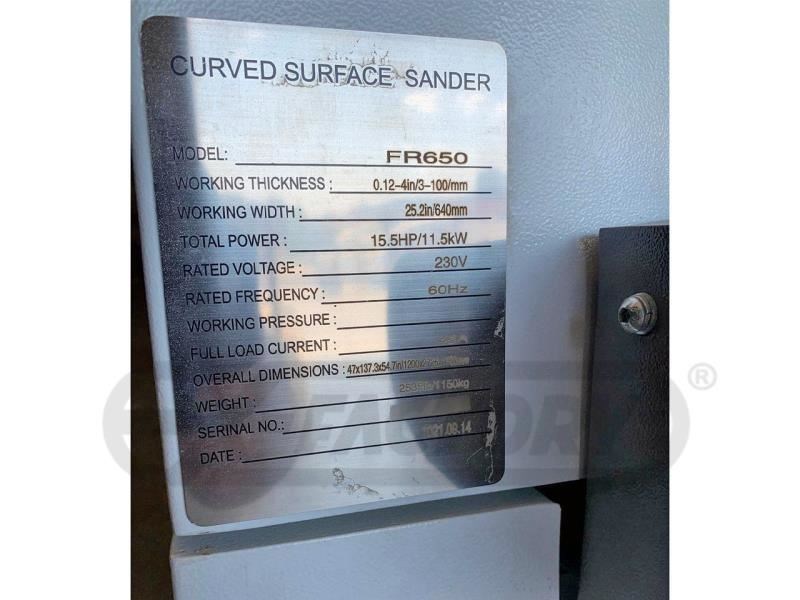 CURVED SURFACE SANDER
MODEL: FR650
WORKING THICKNESS : 0.12-4in/3-100/mm
WORKING WIDTH : 25.2in/640mm
TOTAL POWER : 15.5HP/11.5kW
RATED VOLTAGE : 230V
RATED FREQUENCY : 60Hz
WORKING PRESSURE :
FULL LOAD CURRENT :
OVERALL DIMENSIONS :
WEIGHT :
SERINAL NO.:
DATE :
FACTORY ®